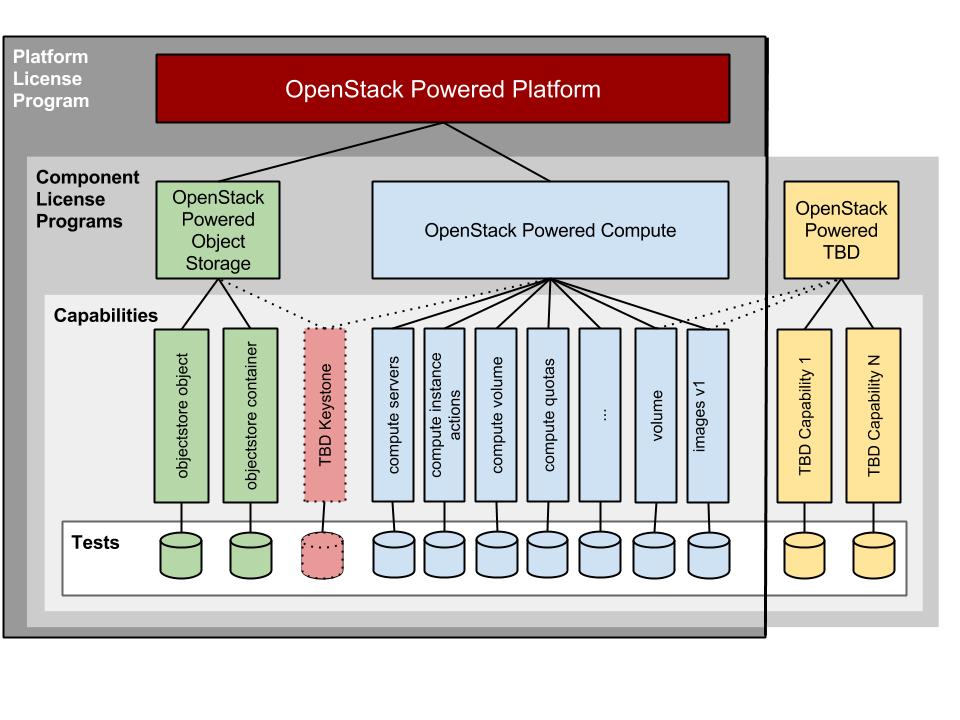 Platform
License
Program
OpenStack Powered Platform
Component
License
Programs
OpenStack
Powered
Object
Storage
OpenStack Powered Compute
OpenStack
Powered
TBD
Capabilities
objectstore object
objectstore container
TBD Keystone
compute servers
compute instance
actions
compute volume
compute quotas
...
volume
images v1
TBD Capability 1
TBD Capability N
Tests